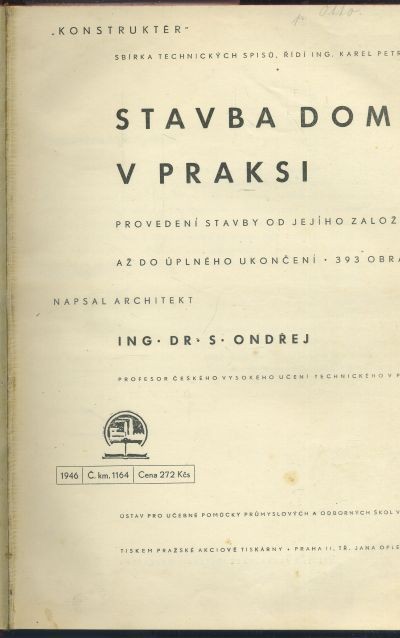 „KONSTRUKTÉR"
SBÍRKA TECHNICKÝCH SPISŮ, ŘÍDÍ ING. KAREL PETR
STAVBA DOM
V PRAKSI
PROVEDENÍ STAVBY OD JEJÍHO ZALOŽ
AŽ DO ÚPLNÉHO UKONČENÍ • 393 OBRA
NAPSAL ARCHITEKT
ING· DR· S· ONDŘEJ
PROFESOR ČESKÉHO VYSOKÉHO UČENÍ TECHNICKÉHO V P
1946 Č. km. 1164 Cena 272 Kčs
ÚSTAV PRO UČEBNÉ POMŮCKY PRŮMYSLOVÝCH A ODBORNÝCH ŠKOL V
TISKEM PRAŽSKÉ AKCIOVÉ TISKÁRNY • PRAHA II, TŘ. JANA OPLE